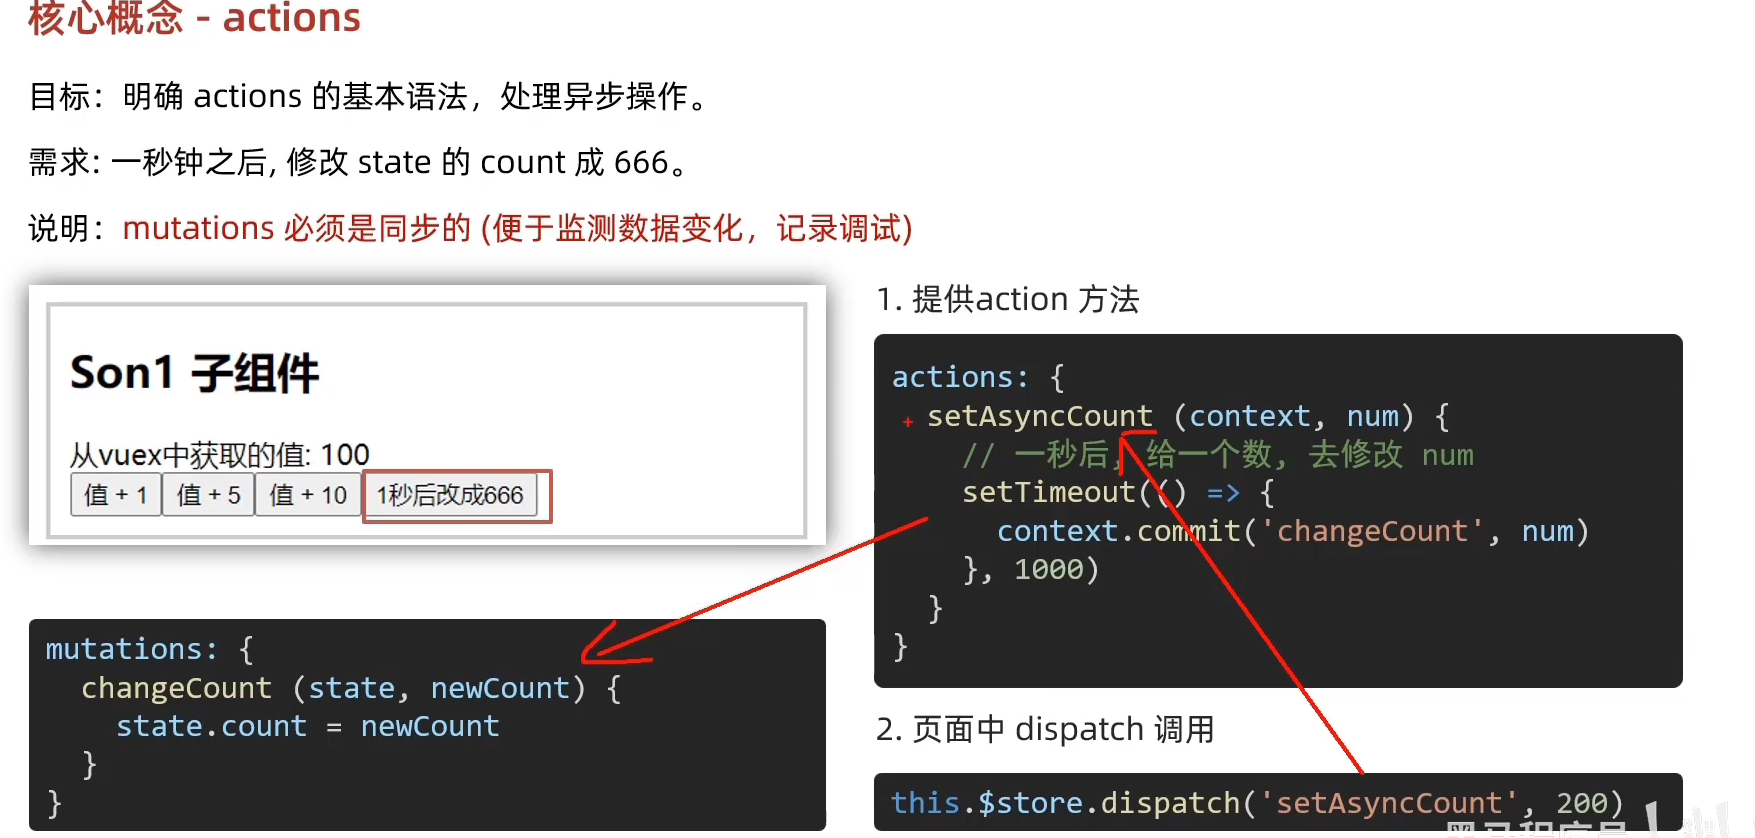 核心概念 - actions
目标：明确 actions 的基本语法，处理异步操作。
需求: 一秒钟之后, 修改 state 的 count 成 666。
说明：mutations 必须是同步的 (便于监测数据变化，记录调试)
Son1 子组件
从vuex中获取的值: 100
值 + 1 值 + 5 值 + 10 1秒后改成666
mutations: {
changeCount (state, newCount) {
state.count = newCount
}
}
1. 提供action 方法
actions: {
setAsyncCount (context, num) {
// 一秒后, 给一个数, 去修改 num
setTimeout(() => {
context.commit('changeCount', num)
}, 1000)
}
}
2. 页面中 dispatch 调用
this.$store.dispatch('setAsyncCount', 200)
黑马程序员